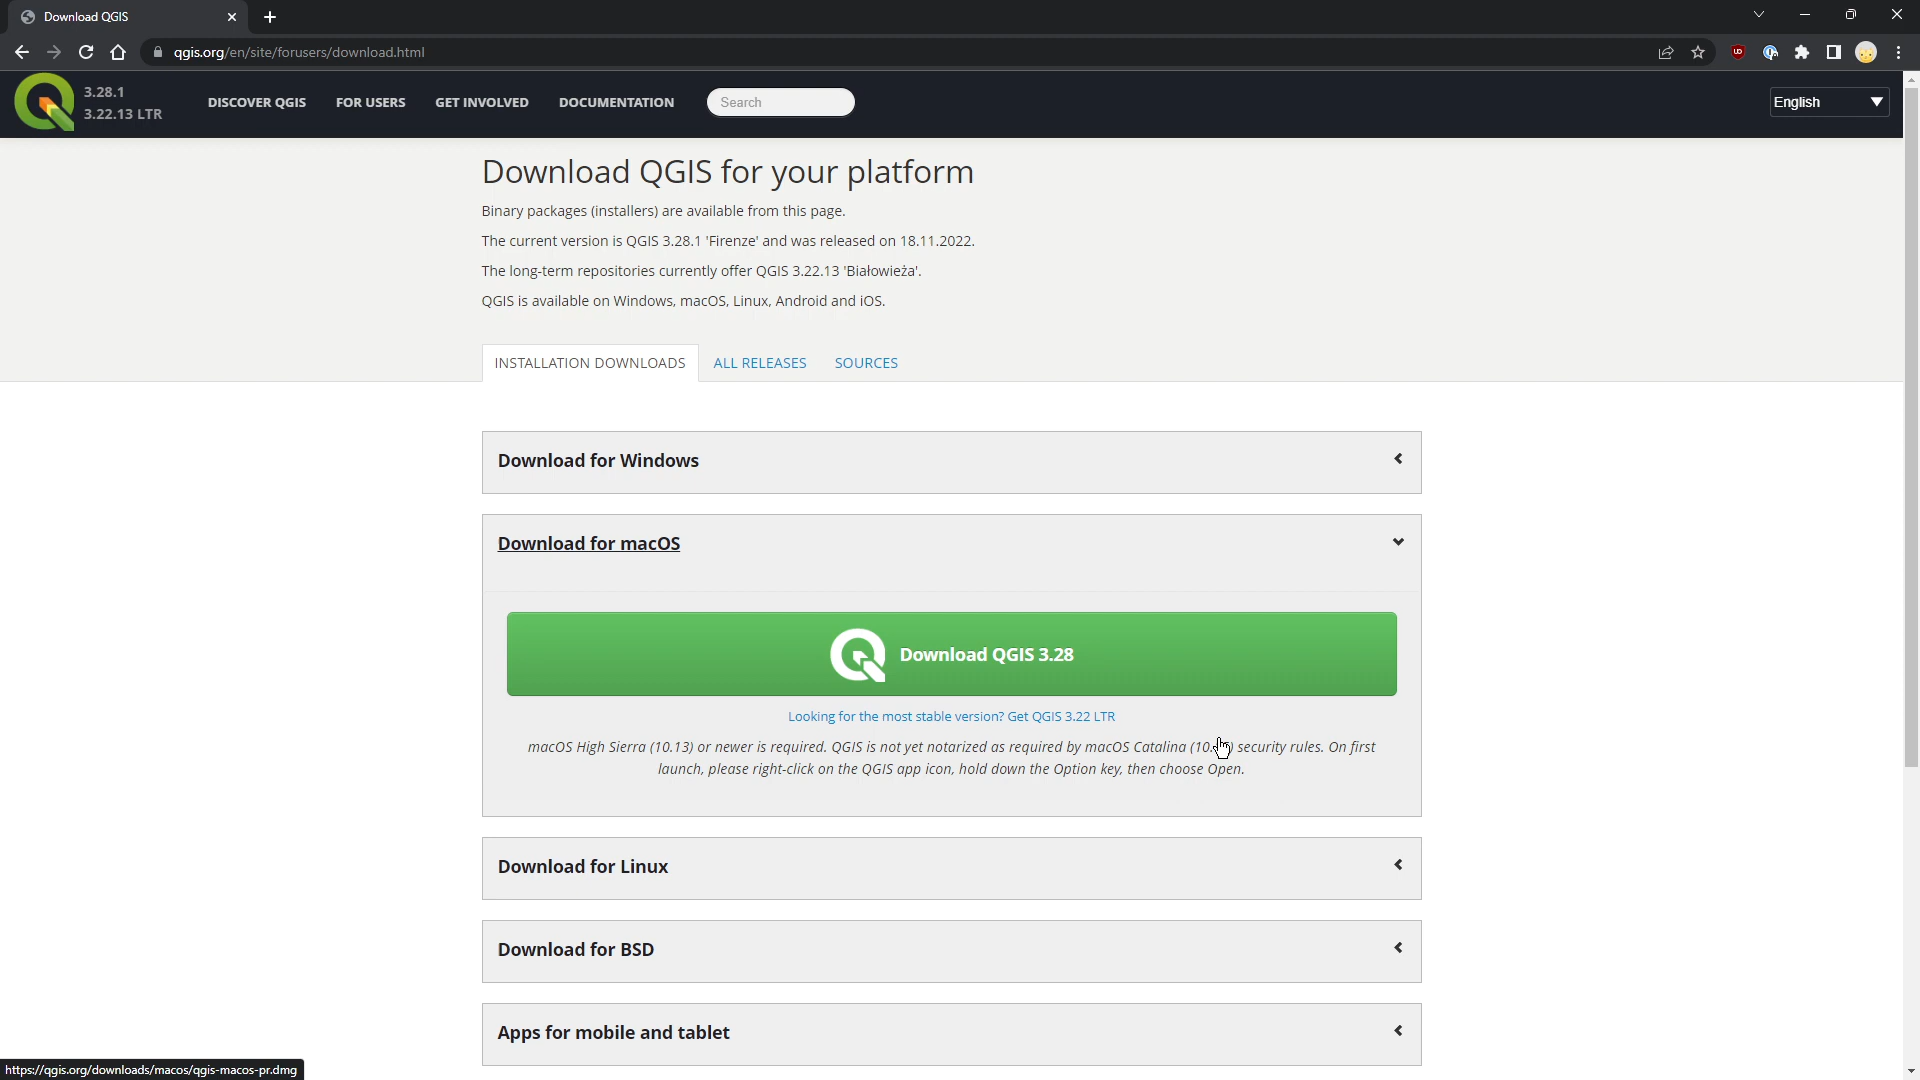 Download QGIS
qgis.org/en/site/forusers/download.html
3.28.1
3.22.13 LTR
DISCOVER QGIS
FOR USERS
GET INVOLVED
DOCUMENTATION
Search
English
Download QGIS for your platform
Binary packages (installers) are available from this page.
The current version is QGIS 3.28.1 'Firenze' and was released on 18.11.2022.
The long-term repositories currently offer QGIS 3.22.13 'Białowieża'.
QGIS is available on Windows, macOS, Linux, Android and iOS.
INSTALLATION DOWNLOADS
ALL RELEASES
SOURCES
Download for Windows
Download for macOS
Download QGIS 3.28
Looking for the most stable version? Get QGIS 3.22 LTR
macOS High Sierra (10.13) or newer is required. QGIS is not yet notarized as required by macOS Catalina security rules. On first
launch, please right-click on the QGIS app icon, hold down the Option key, then choose Open.
Download for Linux
Download for BSD
Apps for mobile and tablet
https://qgis.org/downloads/macos/qgis-macos-pr.dmg